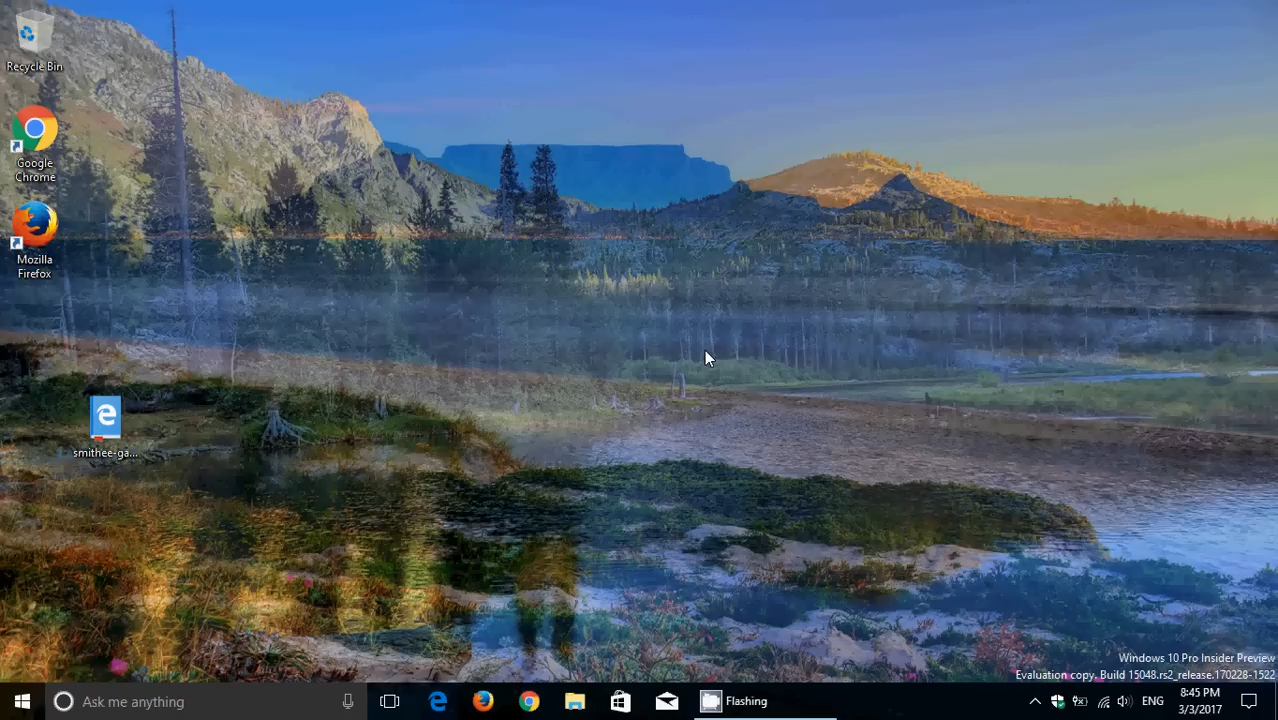 Recycle Bin
Google
Chrome
Mozilla
Firefox
smithee-ga...
Windows 10 Pro Insider Preview
Evaluation copy. Build 15048.rs2_release.170228-1522
Ask me anything
Flashing
ENG
8:45 PM
3/3/2017